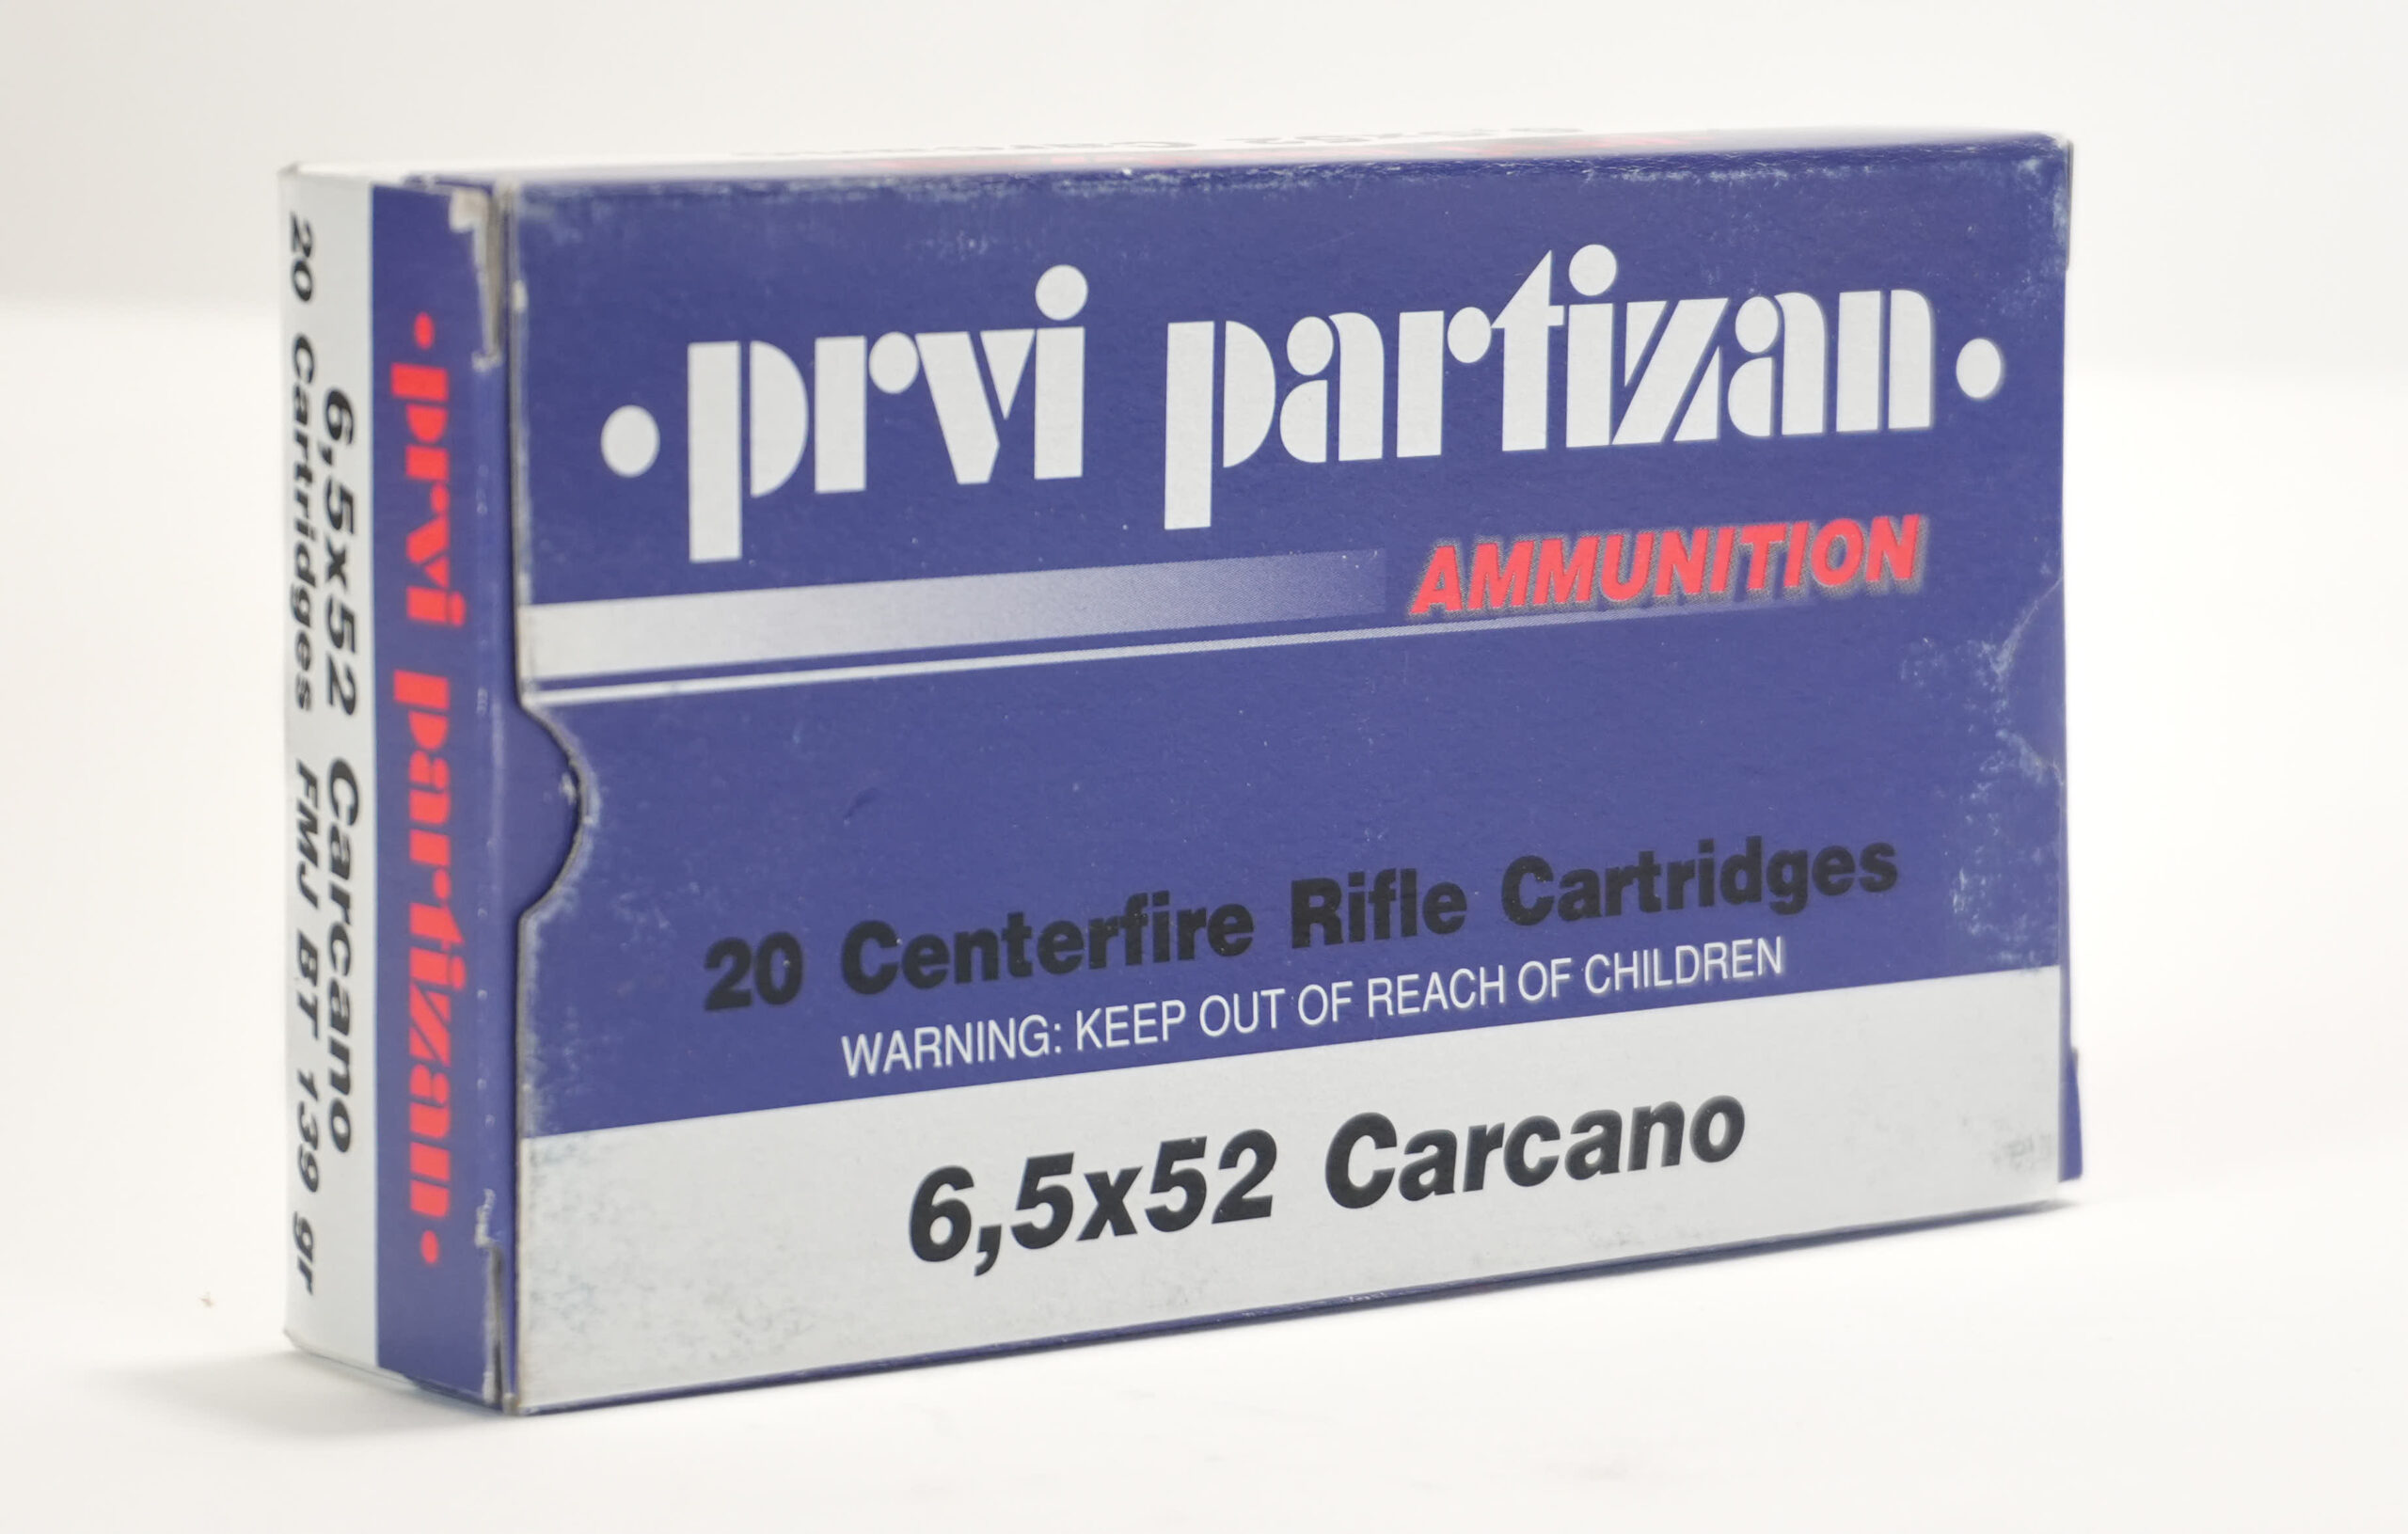 prvi partizan
AMMUNITION
20 Centerfire Rifle Cartridges
WARNING: KEEP OUT OF REACH OF CHILDREN
6,5x52 Carcano
prvi partizan
6,5x52 Carcano
20 Cartridges FMJ BT 139 gr